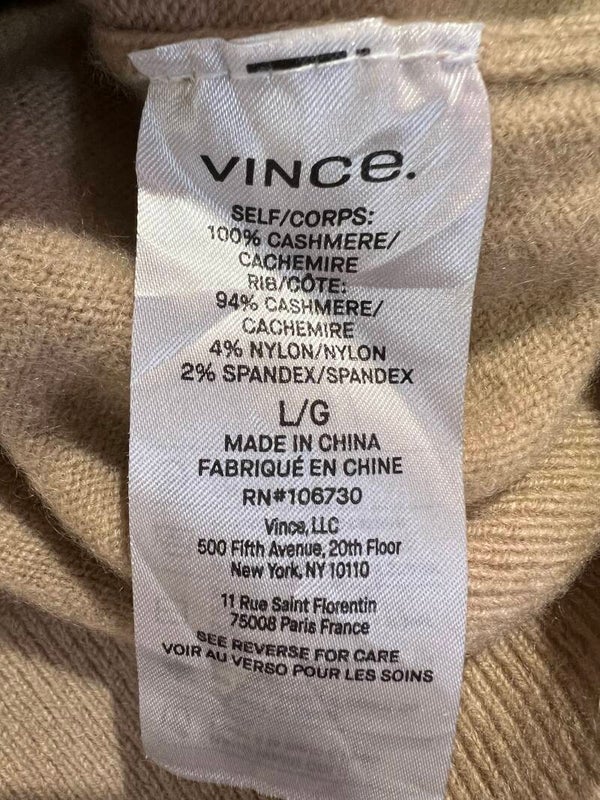 VINCe.
SELF/CORPS:
100% CASHMERE/
CACHEMIRE
RIB/CÔTE:
94% CASHMERE/
CACHEMIRE
4% NYLON/NYLON
2% SPANDEX/SPANDEX
L/G
MADE IN CHINA
FABRIQUÉ EN CHINE
RN#106730
Vince, LLC
500 Fifth Avenue, 20th Floor
New York, NY 10110
11 Rue Saint Florentin
75008 Paris France
SEE REVERSE FOR CARE
VOIR AU VERSO POUR LES SOINS